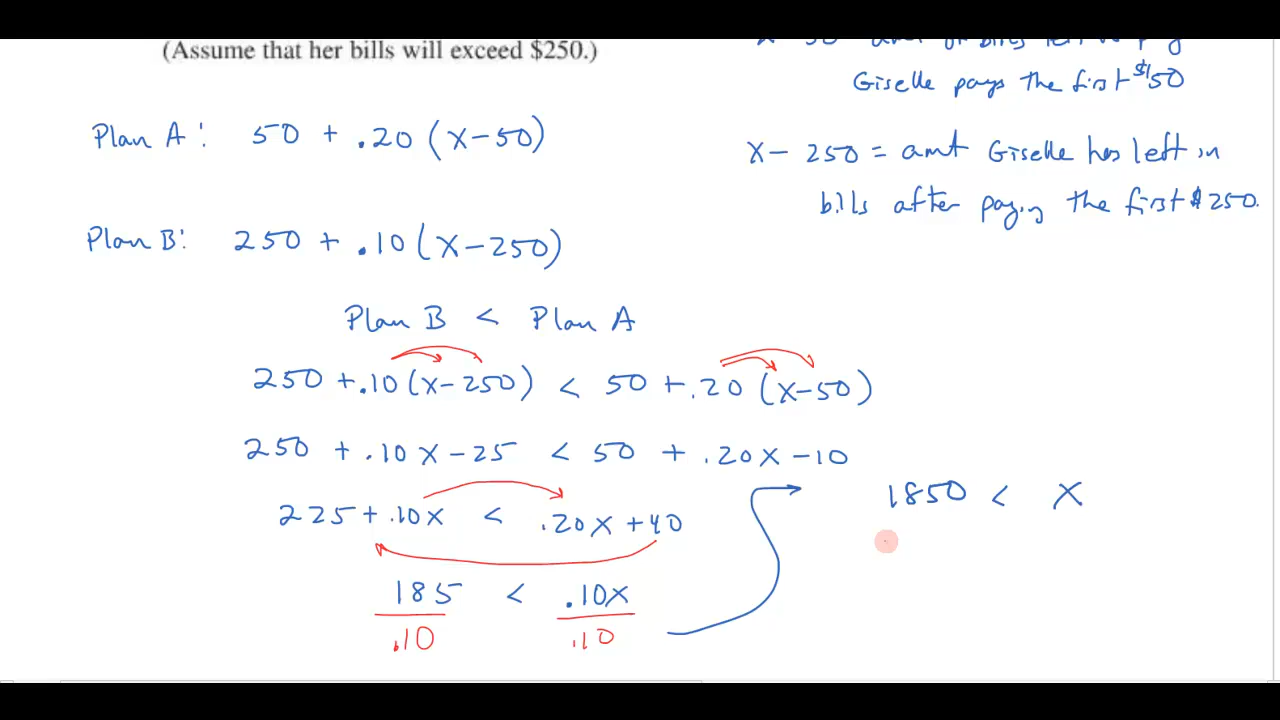 (Assume that her bills will exceed $250.)
Giselle pays the first $150
Plan A: 50 + .20 (x-50)
x - 250 = amt Giselle has left in
bills after paying the first $250.
Plan B: 250 + .10 (x-250)
Plan B < Plan A
250 + .10 (x-250) < 50 + .20 (x-50)
250 + .10x - 25 < 50 + .20x - 10
1850 < x
225 + .10x < .20x + 40
185 < .10x
.10 .10